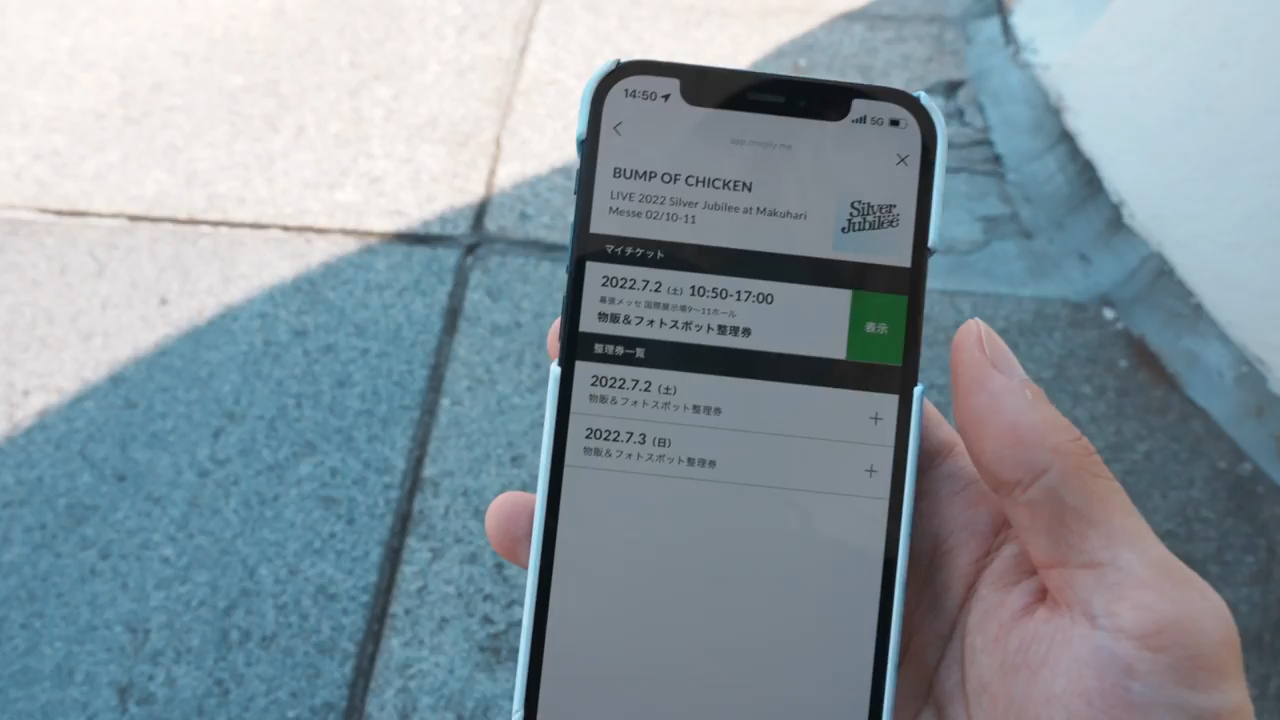 14:50
5G
BUMP OF CHICKEN
LIVE 2022 Silver Jubilee at Makuhari
Messe 02/10-11
Silver
Jubilee
マイチケット
2022.7.2 (土) 10:50-17:00
幕張メッセ 国際展示場9〜11ホール
物販&フォトスポット整理券
表示
整理券一覧
2022.7.2 (土)
物販&フォトスポット整理券
2022.7.3 (日)
物販&フォトスポット整理券